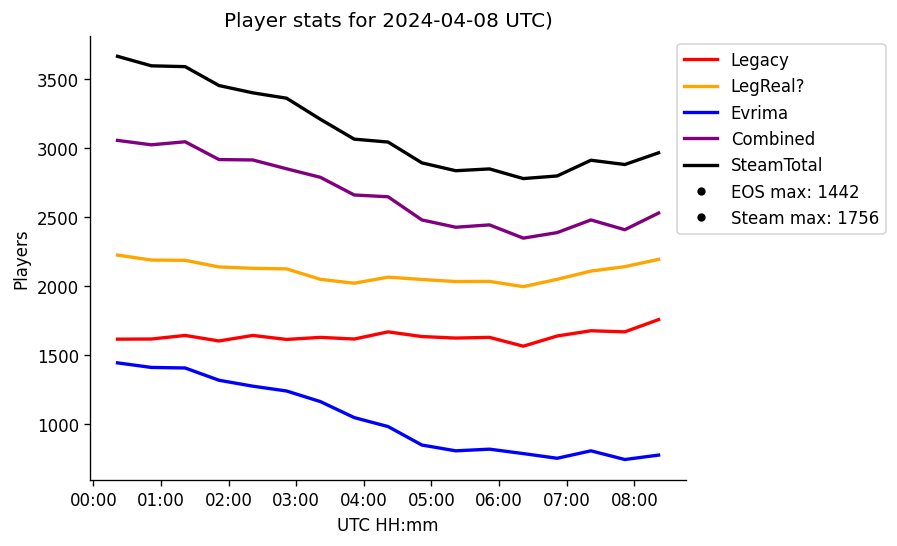 Player stats for 2024-04-08 UTC)
Players
3500
3000
2500
2000
1500
1000
00:00 01:00 02:00 03:00 04:00 05:00 06:00 07:00 08:00
UTC HH:mm
Legacy
LegReal?
Evrima
Combined
SteamTotal
EOS max: 1442
Steam max: 1756